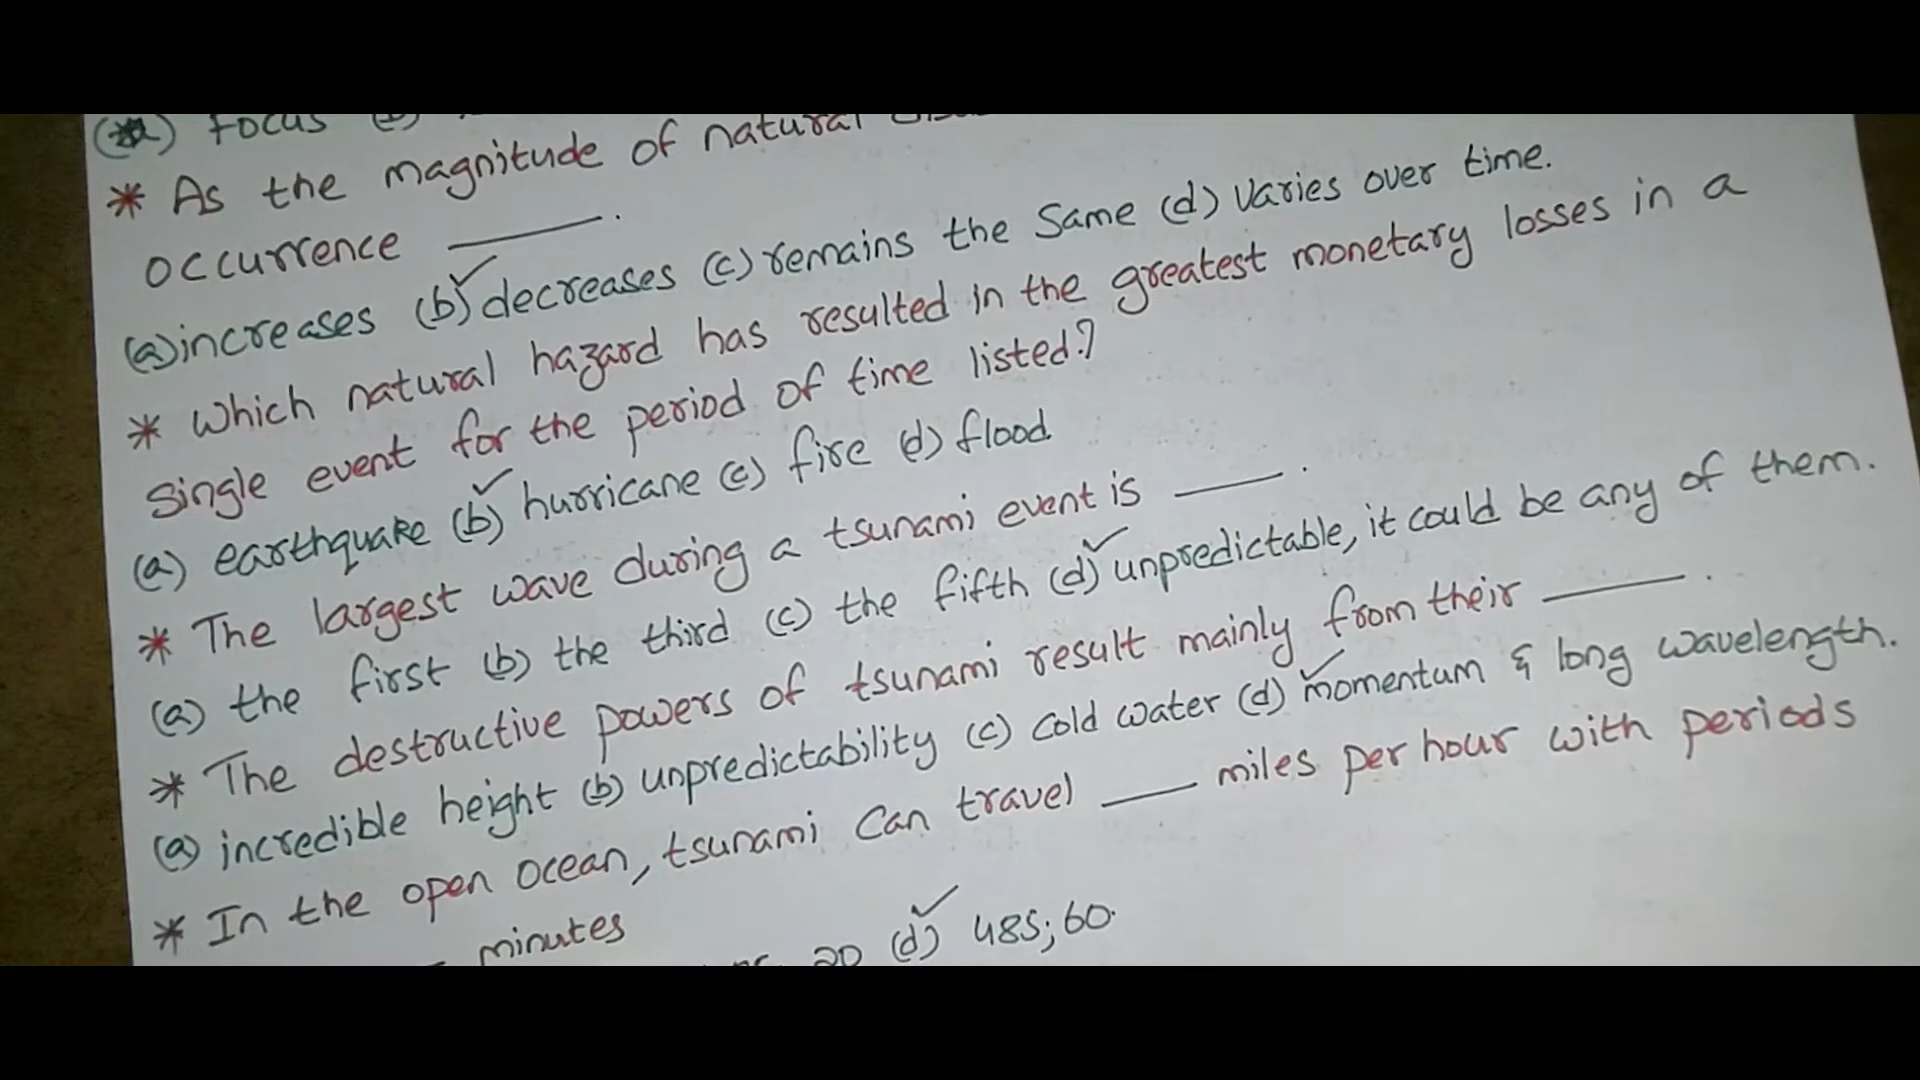 (a) focus
* As the magnitude of natural
occurrence ____.
(a) increases (b) decreases (c) remains the Same (d) varies over time.
* Which natural hazard has resulted in the greatest monetary losses in a
single event for the period of time listed?
(a) earthquake (b) hurricane (c) fire (d) flood
* The largest wave during a tsunami event is ____.
(a) the first (b) the third (c) the fifth (d) unpredictable, it could be any of them.
* The destructive powers of tsunami result mainly from their ____.
(a) incredible height (b) unpredictability (c) cold water (d) momentum & long wavelength.
* In the open ocean, tsunami can travel ____ miles per hour with periods
minutes
20 (d) 485; 60.